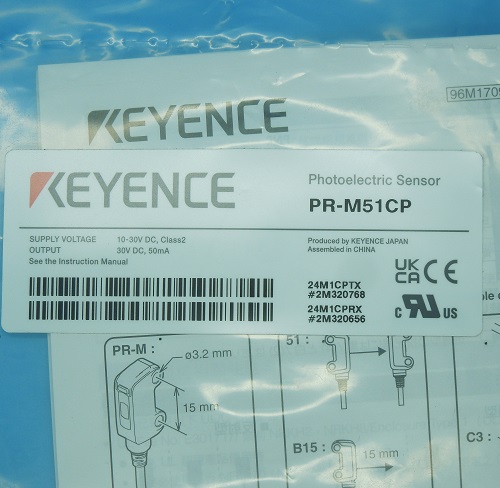 96M1709
KEYENCE
KEYENCE
Photoelectric Sensor
PR-M51CP
SUPPLY VOLTAGE 10-30V DC, Class2
OUTPUT 30V DC, 50mA
See the Instruction Manual
Produced by KEYENCE JAPAN
Assembled in CHINA
UK CA CE
24M1CPTX
#2M320768
24M1CPRX
#2M320656
C UR US
PR-M :
ø3.2 mm
15 mm
51 :
B15 :
15 mm
C3 :